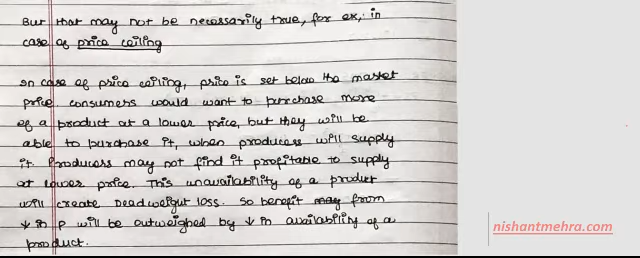 But that may not be necessarily true, for ex, : in
case of price ceiling
In case of price ceiling, price is set below the market
price. consumers would want to purchase more
of a product at a lower price, but they will be
able to purchase it, when producers will supply
it. Producers may not find it profitable to supply
at lower price. This unavailability of a product
will create Deadweight loss. So benefit may from
↓ in P will be outweighed by ↓ in availability of a
product.
nishantmehra.com